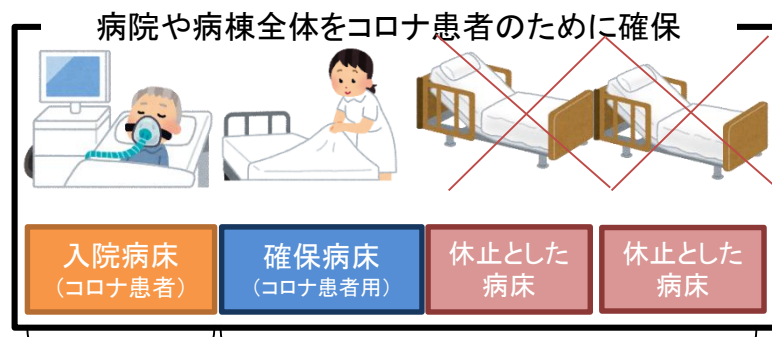 病院や病棟全体をコロナ患者のために確保
入院病床
（コロナ患者）
確保病床
（コロナ患者用）
休止とした
病床
休止とした
病床